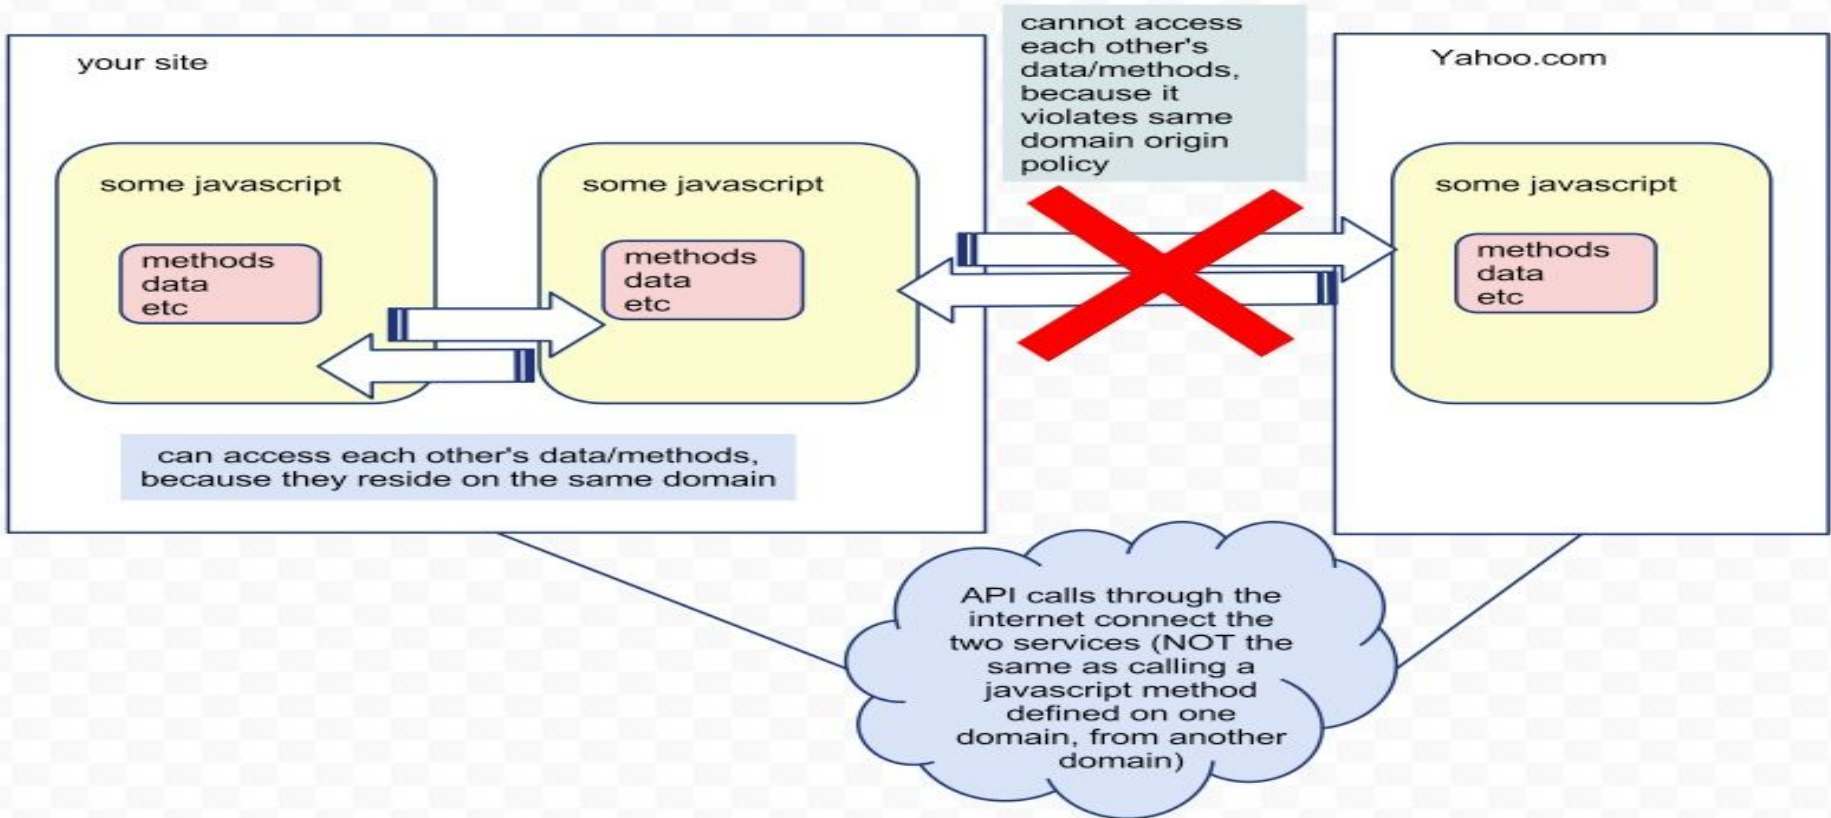 your site
some javascript
methods
data
etc
some javascript
methods
data
etc
can access each other's data/methods,
because they reside on the same domain
cannot access
each other's
data/methods,
because it
violates same
domain origin
policy
Yahoo.com
some javascript
methods
data
etc
API calls through the
internet connect the
two services (NOT the
same as calling a
javascript method
defined on one
domain, from another
domain)